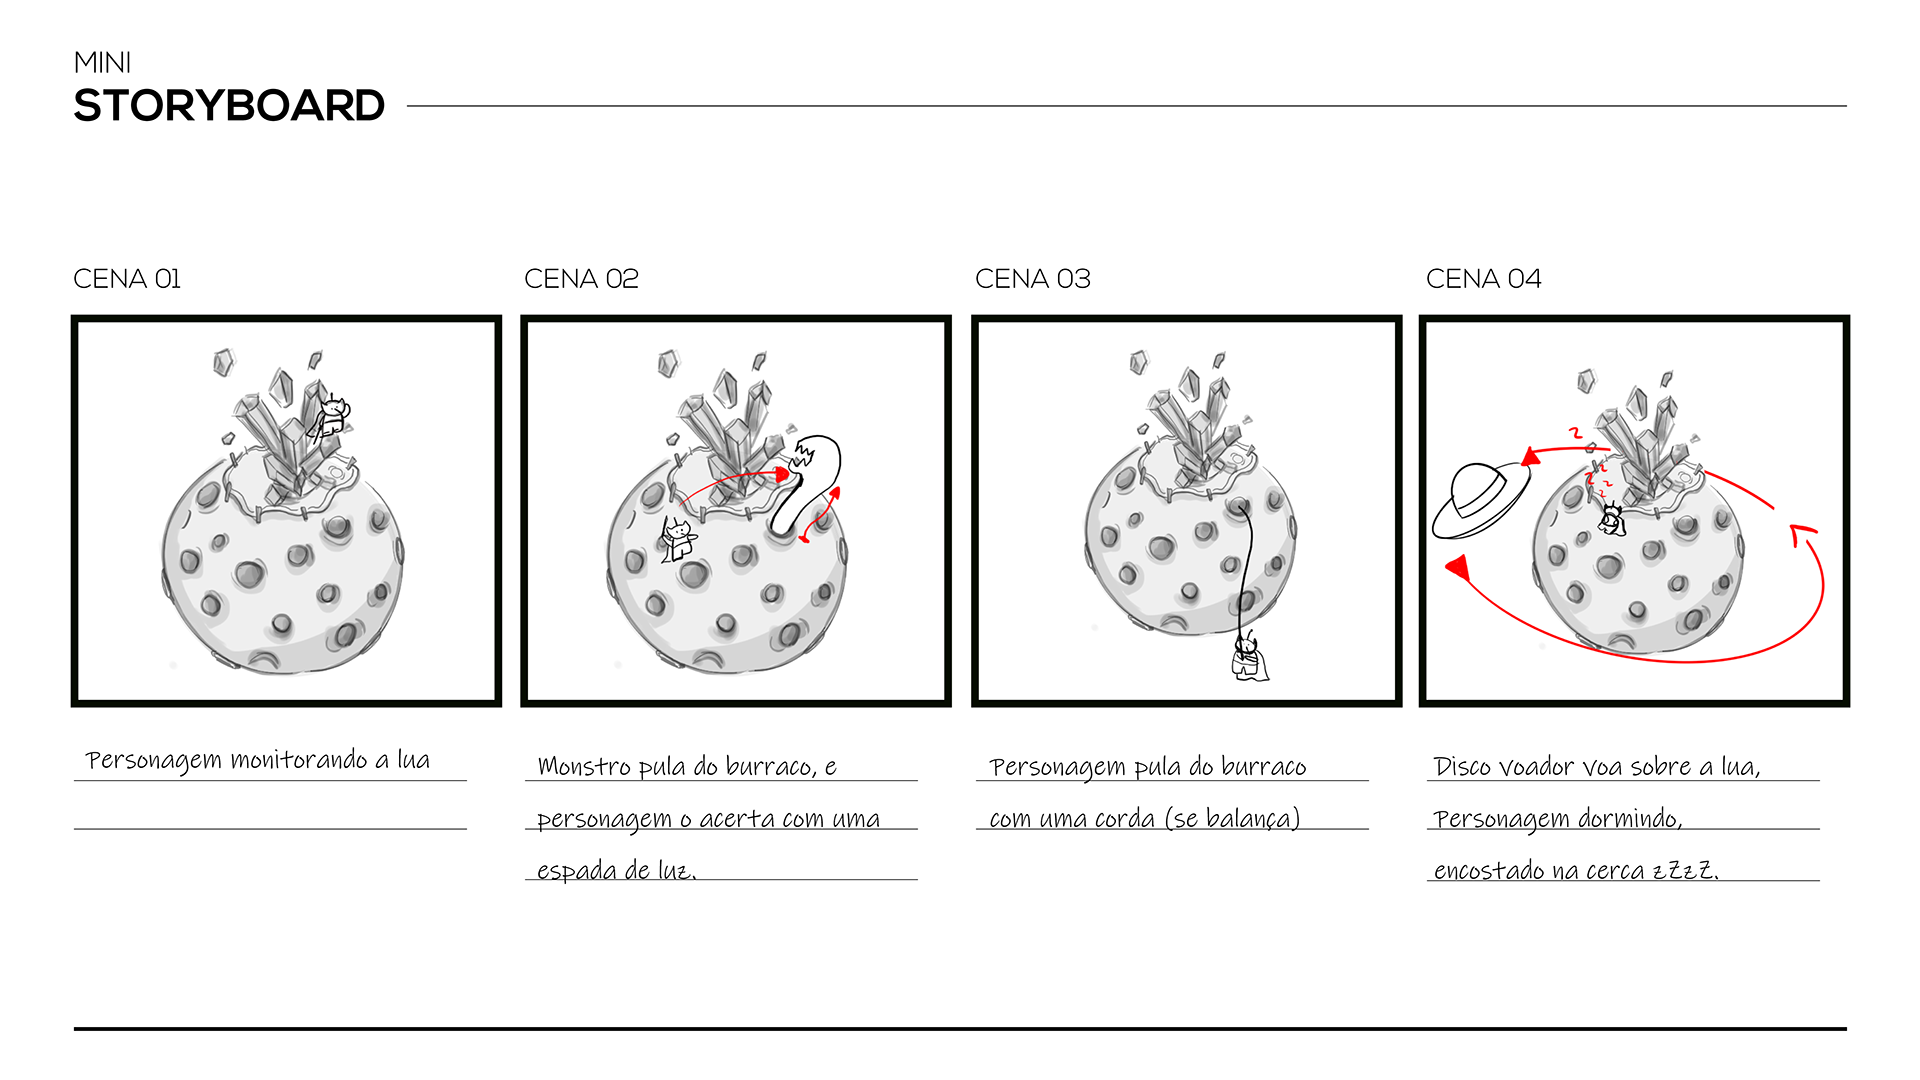 MINI
STORYBOARD
CENA 01
CENA 02
CENA 03
CENA 04
z
z
z
z
z
z
Personagem monitorando a lua
Monstro pula do burraco, e
personagem o acerta com uma
espada de luz.
Personagem pula do burraco
com uma corda (se balança)
Disco voador voa sobre a lua,
Personagem dormindo,
encostado na cerca zZzZ.